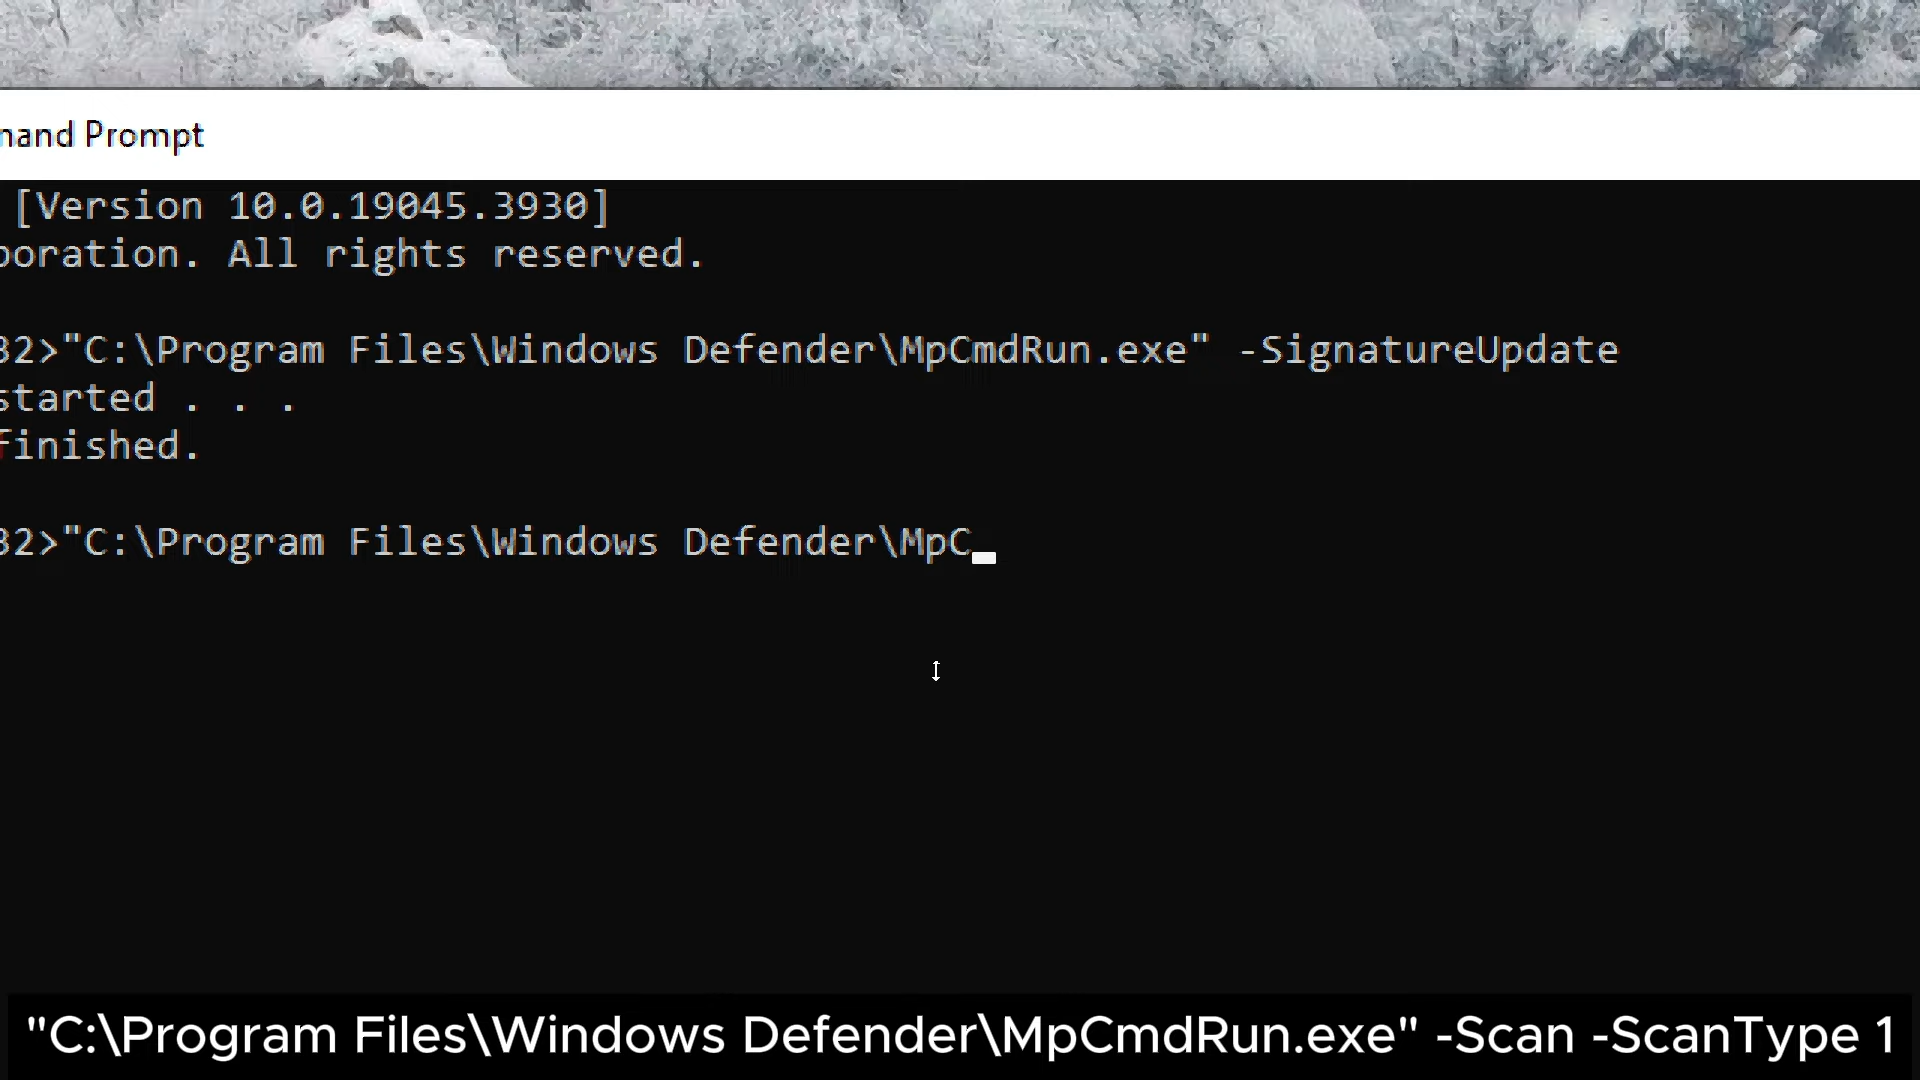 mand Prompt
[Version 10.0.19045.3930]
poration. All rights reserved.
32>"C:\Program Files\Windows Defender\MpCmdRun.exe" -SignatureUpdate
started . . .
finished.
32>"C:\Program Files\Windows Defender\MpC
"C:\Program Files\Windows Defender\MpCmdRun.exe" -Scan -ScanType 1